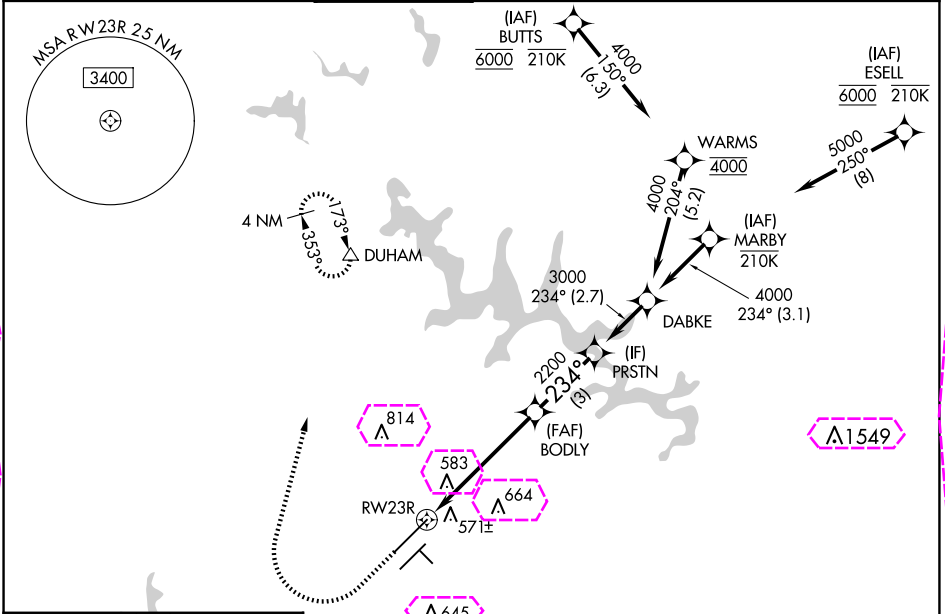 MSA RW23R 25 NM
3400
(IAF)
BUTTS
6000 210K
4000
150°
(6.3)
(IAF)
ESELL
6000 210K
5000
250°
(8)
WARMS
4000
4000
204°
(5.2)
(IAF)
MARBY
210K
4 NM
173°
353°
DUHAM
3000
234° (2.7)
4000
234° (3.1)
DABKE
(IF)
PRSTN
2200
234°
(3)
(FAF)
BODLY
814
583
664
1549
RW23R
571±
645